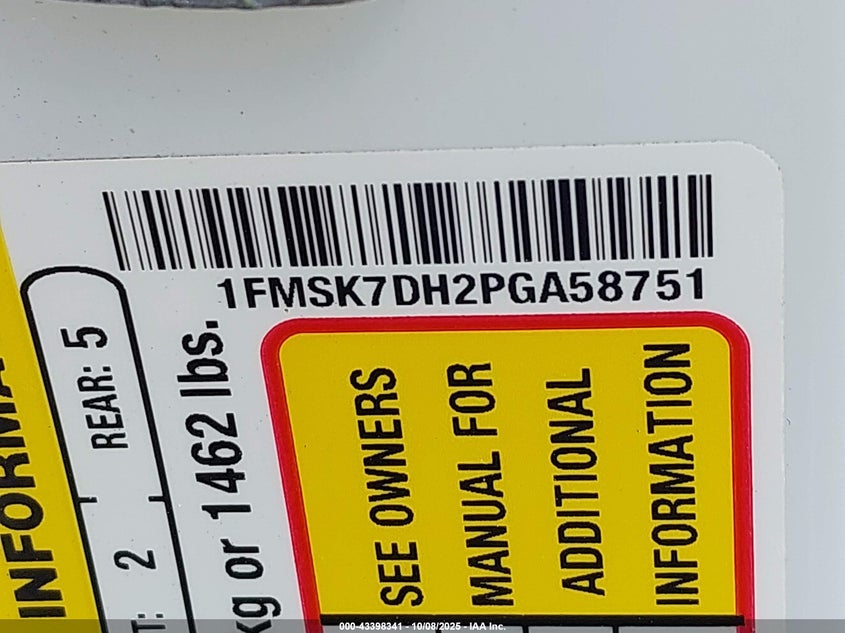 1FMSK7DH2PGA58751
INFORMA
REAR: 5
T: 2
kg or 1462 lbs.
SEE OWNERS
MANUAL FOR
ADDITIONAL
INFORMATION
000-43398341 - 10/08/2025 - IAA Inc.